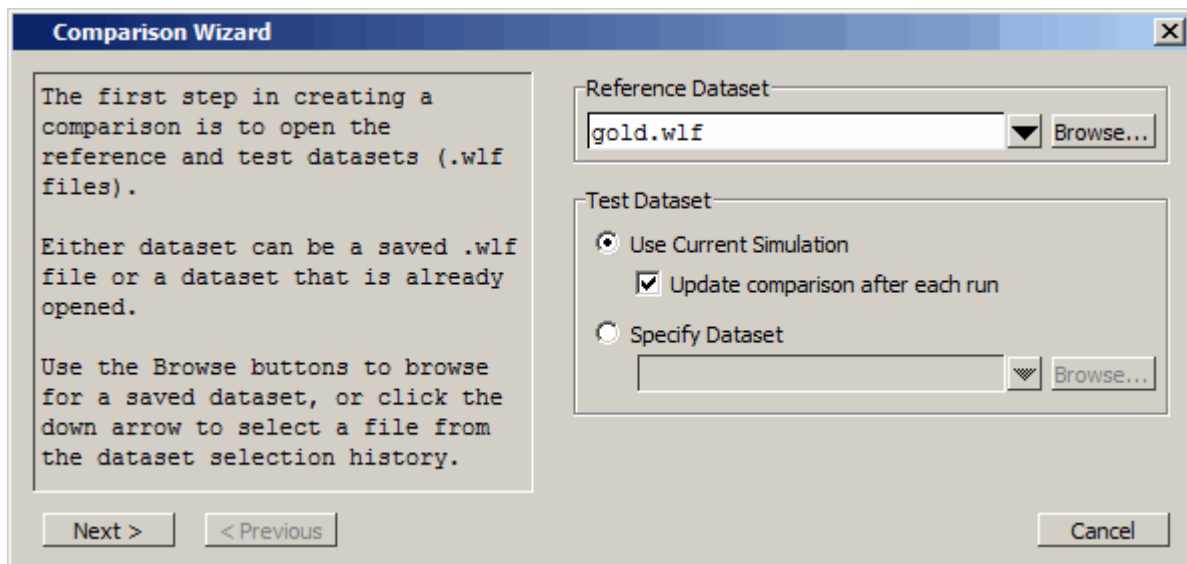 Comparison Wizard
The first step in creating a
comparison is to open the
reference and test datasets (.wlf
files).
Either dataset can be a saved .wlf
file or a dataset that is already
opened.
Use the Browse buttons to browse
for a saved dataset, or click the
down arrow to select a file from
the dataset selection history.
Reference Dataset
gold.wlf
Browse...
Test Dataset
Use Current Simulation
Update comparison after each run
Specify Dataset
Browse...
Next >
< Previous
Cancel